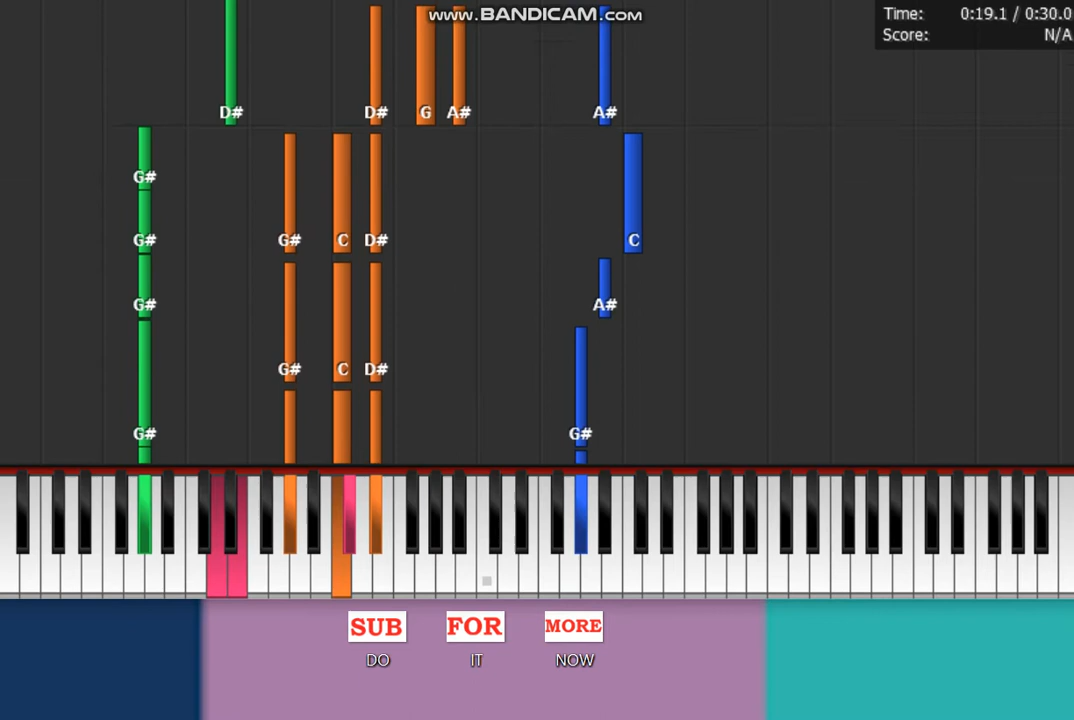 www.BANDICAM.com
Time: 0:19.1 / 0:30.0
Score: N/A
D# D# G A# A#
G#
G# G# C D# C
G# A#
G# C D#
G# G#
SUB FOR MORE
DO IT NOW